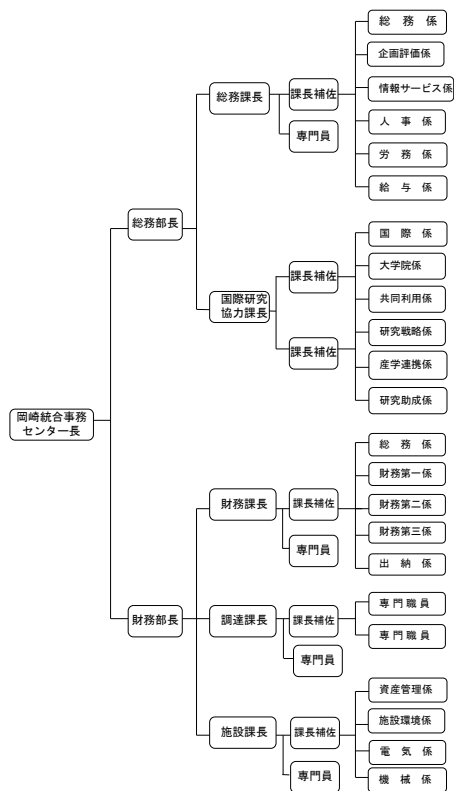 岡崎統合事務
センター長
総務部長
総務課長
課長補佐
専門員
総　務　係
企画評価係
情報サービス係
人　事　係
労　務　係
給　与　係
国際研究
協力課長
課長補佐
課長補佐
国　際　係
大学院係
共同利用係
研究戦略係
産学連携係
研究助成係
財務部長
財務課長
課長補佐
専門員
総　務　係
財務第一係
財務第二係
財務第三係
出　納　係
調達課長
課長補佐
専門員
専 門 職 員
専 門 職 員
施設課長
課長補佐
専門員
資産管理係
施設環境係
電　気　係
機　械　係